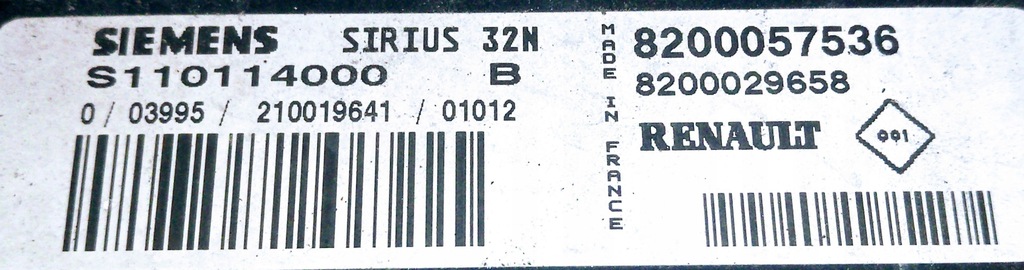 SIEMENS SIRIUS 32N
S110114000 B
0 / 03995 / 210019641 / 01012
MADE IN FRANCE
8200057536
8200029658
RENAULT 001